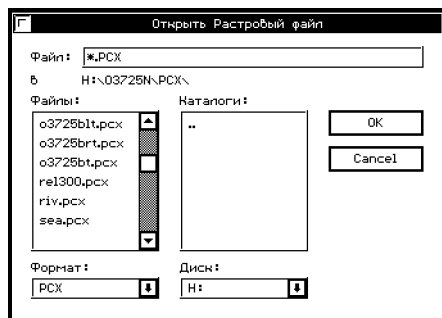 Открыть Растровый файл
Файл: *.PCX
в H:\O3725N\PCX\
Файлы: Каталоги:
o3725blt.pcx ..
o3725brt.pcx
o3725bt.pcx
rel300.pcx
riv.pcx
sea.pcx
OK
Cancel
Формат: Диск:
PCX H: